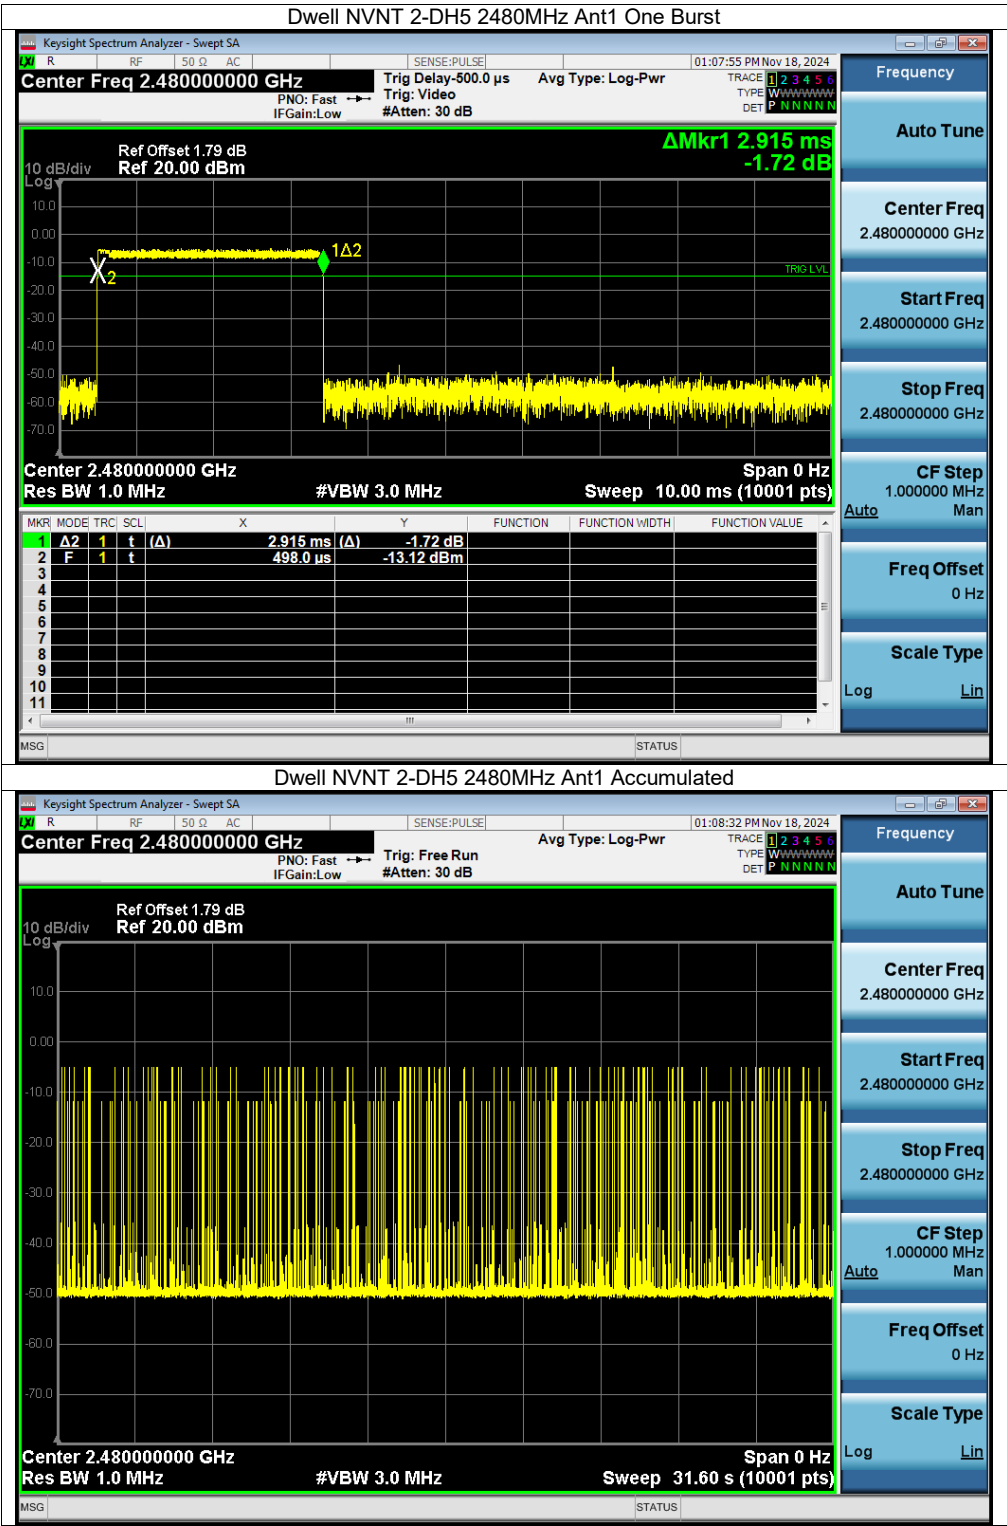 Dwell NVNT 2-DH5 2480MHz Ant1 One Burst
Keysight Spectrum Analyzer - Swept SA
LXI R RF 50 Ω AC SENSE:PULSE 01:07:55 PM Nov 18, 2024
Center Freq 2.480000000 GHz
Trig Delay-500.0 µs Avg Type: Log-Pwr
TRACE 1 2 3 4 5 6
PNO: Fast Trig: Video
TYPE WWWWWWW
IFGain:Low #Atten: 30 dB
DET P N N N N N
Frequency
Auto Tune
ΔMkr1 2.915 ms
-1.72 dB
Ref Offset 1.79 dB
10 dB/div Ref 20.00 dBm
Log
10.0
0.00
-10.0
-20.0
-30.0
-40.0
-50.0
-60.0
-70.0
1Δ2
2
TRIG LVL
Center Freq
2.480000000 GHz
Start Freq
2.480000000 GHz
Stop Freq
2.480000000 GHz
Center 2.480000000 GHz Span 0 Hz
Res BW 1.0 MHz #VBW 3.0 MHz Sweep 10.00 ms (10001 pts)
CF Step
1.000000 MHz
Auto Man
MKR MODE TRC SCL X Y FUNCTION FUNCTION WIDTH FUNCTION VALUE
1 Δ2 1 t (Δ) 2.915 ms (Δ) -1.72 dB
2 F 1 t 498.0 µs -13.12 dBm
3
4
5
6
7
8
9
10
11
Freq Offset
0 Hz
Scale Type
Log Lin
MSG STATUS
Dwell NVNT 2-DH5 2480MHz Ant1 Accumulated
Keysight Spectrum Analyzer - Swept SA
LXI R RF 50 Ω AC SENSE:PULSE 01:08:32 PM Nov 18, 2024
Center Freq 2.480000000 GHz
Avg Type: Log-Pwr
TRACE 1 2 3 4 5 6
PNO: Fast Trig: Free Run
TYPE WWWWWWW
IFGain:Low #Atten: 30 dB
DET P N N N N N
Frequency
Auto Tune
Ref Offset 1.79 dB
10 dB/div Ref 20.00 dBm
Log
10.0
0.00
-10.0
-20.0
-30.0
-40.0
-50.0
-60.0
-70.0
Center Freq
2.480000000 GHz
Start Freq
2.480000000 GHz
Stop Freq
2.480000000 GHz
CF Step
1.000000 MHz
Auto Man
Freq Offset
0 Hz
Scale Type
Log Lin
Center 2.480000000 GHz Span 0 Hz
Res BW 1.0 MHz #VBW 3.0 MHz Sweep 31.60 s (10001 pts)
MSG STATUS